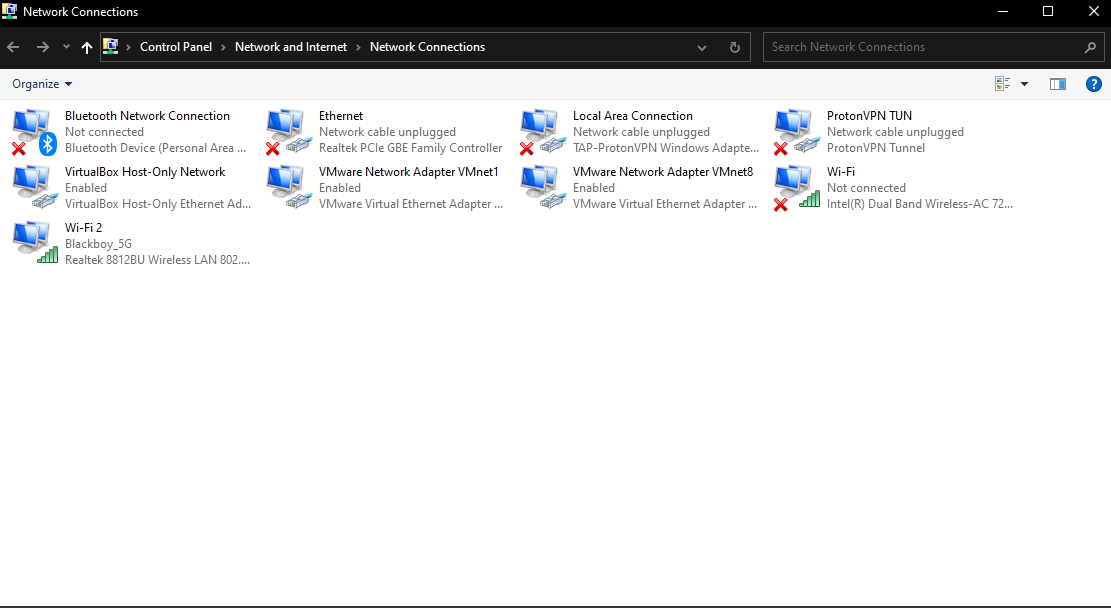 Network Connections
Control Panel > Network and Internet > Network Connections
Search Network Connections
Organize
Bluetooth Network Connection
Not connected
Bluetooth Device (Personal Area ...
Ethernet
Network cable unplugged
Realtek PCIe GBE Family Controller
Local Area Connection
Network cable unplugged
TAP-ProtonVPN Windows Adapte...
ProtonVPN TUN
Network cable unplugged
ProtonVPN Tunnel
VirtualBox Host-Only Network
Enabled
VirtualBox Host-Only Ethernet Ad...
VMware Network Adapter VMnet1
Enabled
VMware Virtual Ethernet Adapter ...
VMware Network Adapter VMnet8
Enabled
VMware Virtual Ethernet Adapter ...
Wi-Fi
Not connected
Intel(R) Dual Band Wireless-AC 72...
Wi-Fi 2
Blackboy_5G
Realtek 8812BU Wireless LAN 802....